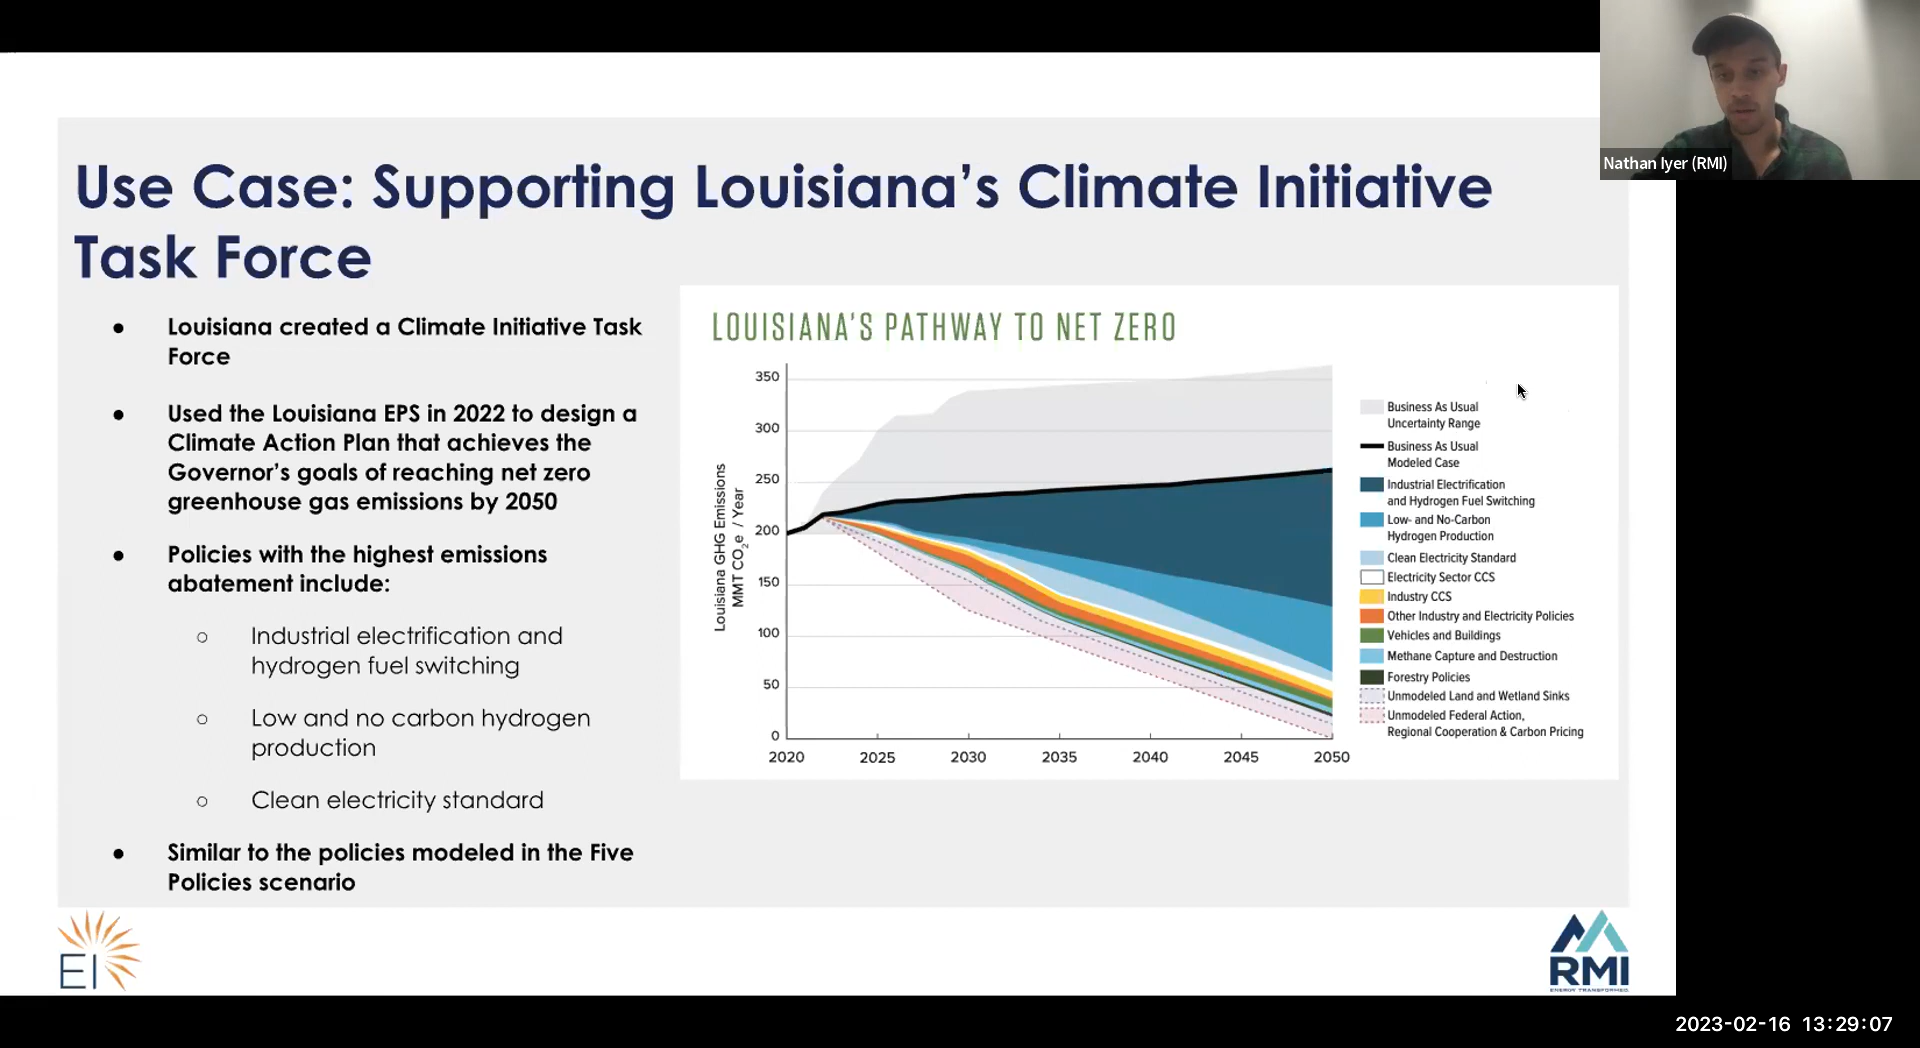 Nathan Iyer (RMI)
Use Case: Supporting Louisiana’s Climate Initiative
Task Force
● Louisiana created a Climate Initiative Task
Force
● Used the Louisiana EPS in 2022 to design a
Climate Action Plan that achieves the
Governor’s goals of reaching net zero
greenhouse gas emissions by 2050
● Policies with the highest emissions
abatement include:
○ Industrial electrification and
hydrogen fuel switching
○ Low and no carbon hydrogen
production
○ Clean electricity standard
● Similar to the policies modeled in the Five
Policies scenario
LOUISIANA'S PATHWAY TO NET ZERO
Louisiana GHG Emissions
MMT CO₂e / Year
350
300
250
200
150
100
50
0
2020 2025 2030 2035 2040 2045 2050
Business As Usual
Uncertainty Range
Business As Usual
Modeled Case
Industrial Electrification
and Hydrogen Fuel Switching
Low- and No-Carbon
Hydrogen Production
Clean Electricity Standard
Electricity Sector CCS
Industry CCS
Other Industry and Electricity Policies
Vehicles and Buildings
Methane Capture and Destruction
Forestry Policies
Unmodeled Land and Wetland Sinks
Unmodeled Federal Action,
Regional Cooperation & Carbon Pricing
EI
RMI
ENERGY. TRANSFORMED.
2023-02-16 13:29:07